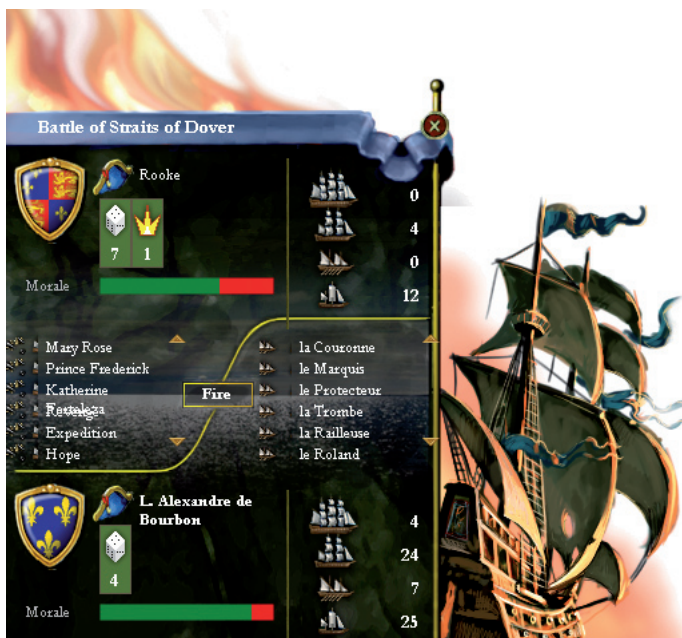 Battle of Straits of Dover
Rooke
0
4
7 1
0
Morale
12
Mary Rose
Prince Frederick
Katherine
Revenge
Fortaleza
Expedition
Hope
Fire
la Couronne
le Marquis
le Protecteur
la Trombe
la Railleuse
le Roland
L. Alexandre de
Bourbon
4
24
4
7
Morale
25